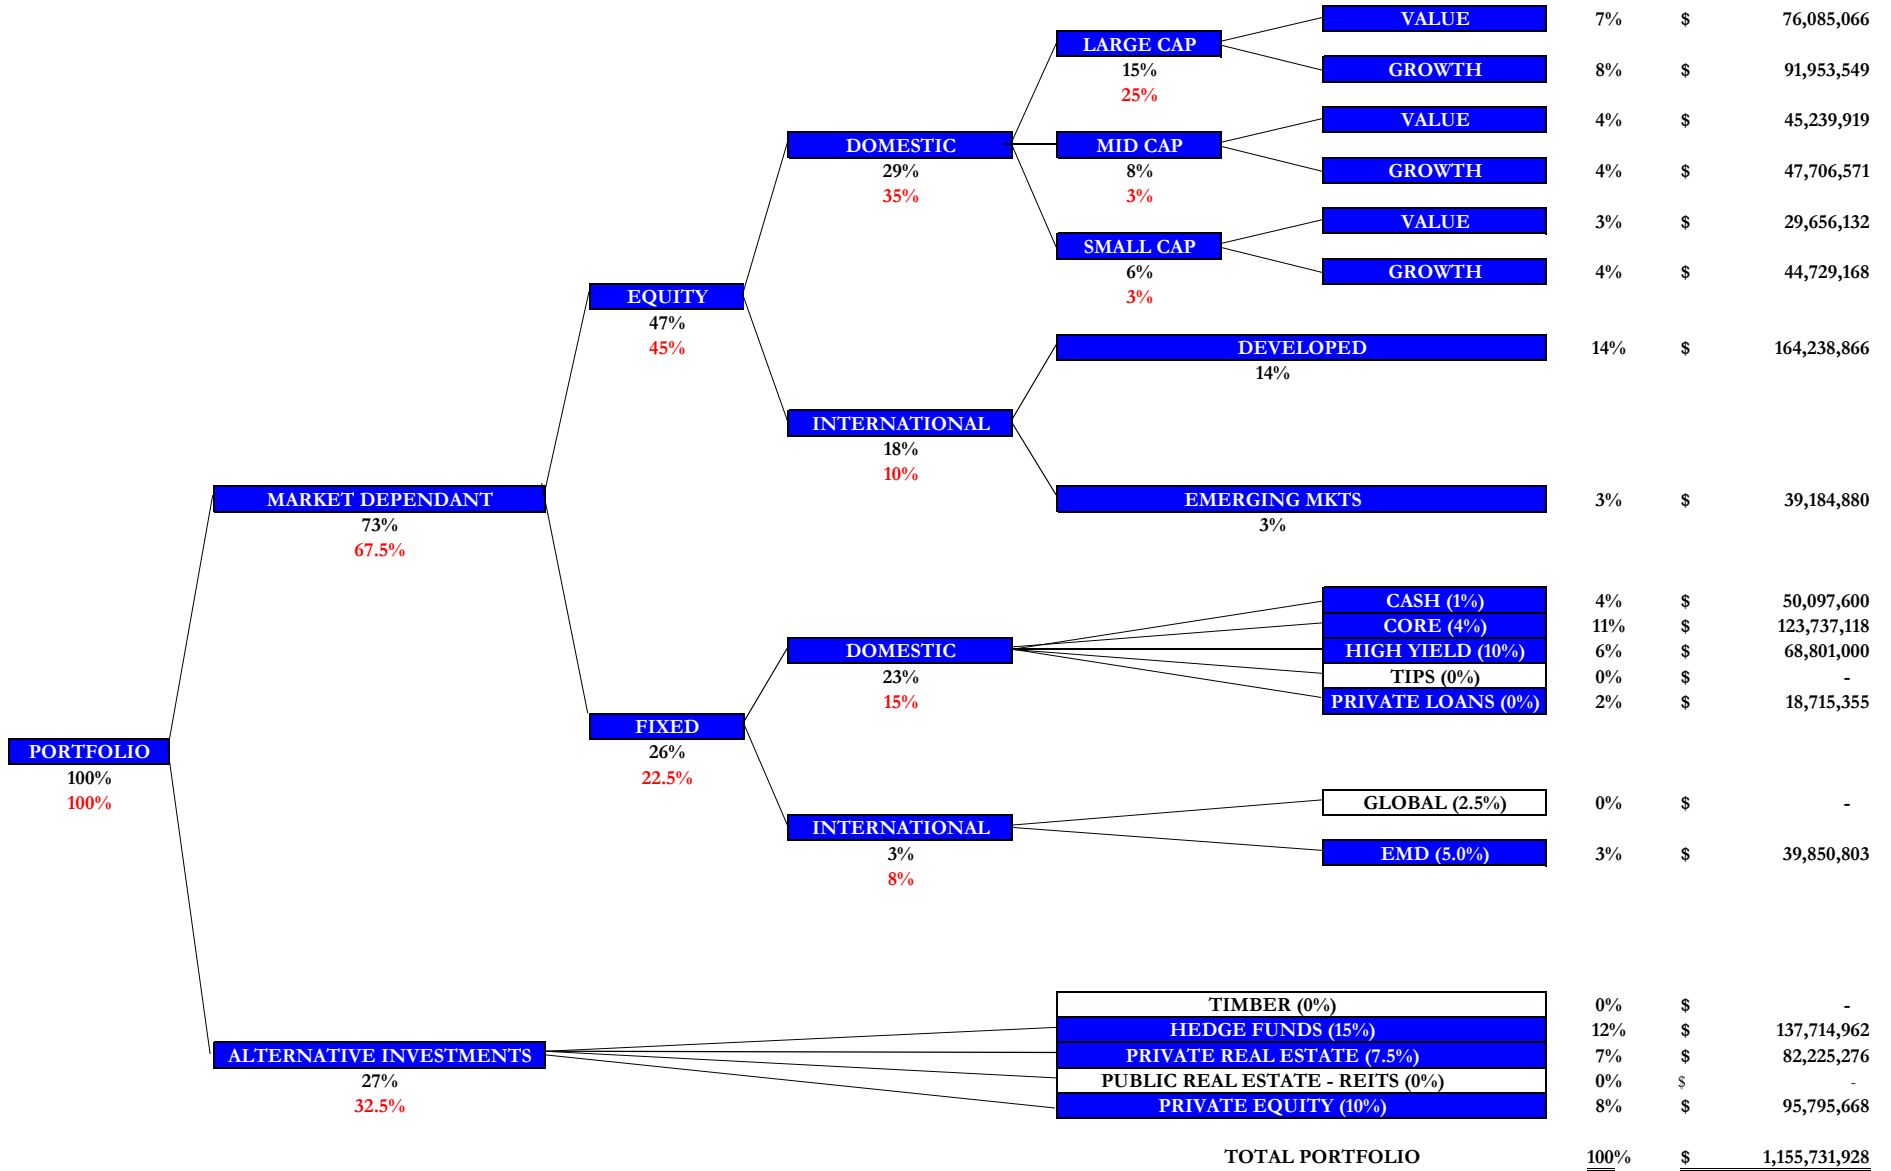 VALUE 7% $ 76,085,066
LARGE CAP
15% GROWTH 8% $ 91,953,549
25%
VALUE 4% $ 45,239,919
DOMESTIC MID CAP
29% 8% GROWTH 4% $ 47,706,571
35% 3%
VALUE 3% $ 29,656,132
SMALL CAP
6% GROWTH 4% $ 44,729,168
EQUITY 3%
47%
45% DEVELOPED 14% $ 164,238,866
14%
INTERNATIONAL
18%
10%
MARKET DEPENDANT EMERGING MKTS 3% $ 39,184,880
73% 3%
67.5%
CASH (1%) 4% $ 50,097,600
CORE (4%) 11% $ 123,737,118
DOMESTIC HIGH YIELD (10%) 6% $ 68,801,000
23% TIPS (0%) 0% $ -
15% PRIVATE LOANS (0%) 2% $ 18,715,355
FIXED
PORTFOLIO 26%
100% 22.5%
100% GLOBAL (2.5%) 0% $ -
INTERNATIONAL
3% EMD (5.0%) 3% $ 39,850,803
8%
TIMBER (0%) 0% $ -
HEDGE FUNDS (15%) 12% $ 137,714,962
ALTERNATIVE INVESTMENTS PRIVATE REAL ESTATE (7.5%) 7% $ 82,225,276
27% PUBLIC REAL ESTATE - REITS (0%) 0% $ -
32.5% PRIVATE EQUITY (10%) 8% $ 95,795,668
TOTAL PORTFOLIO 100% $ 1,155,731,928